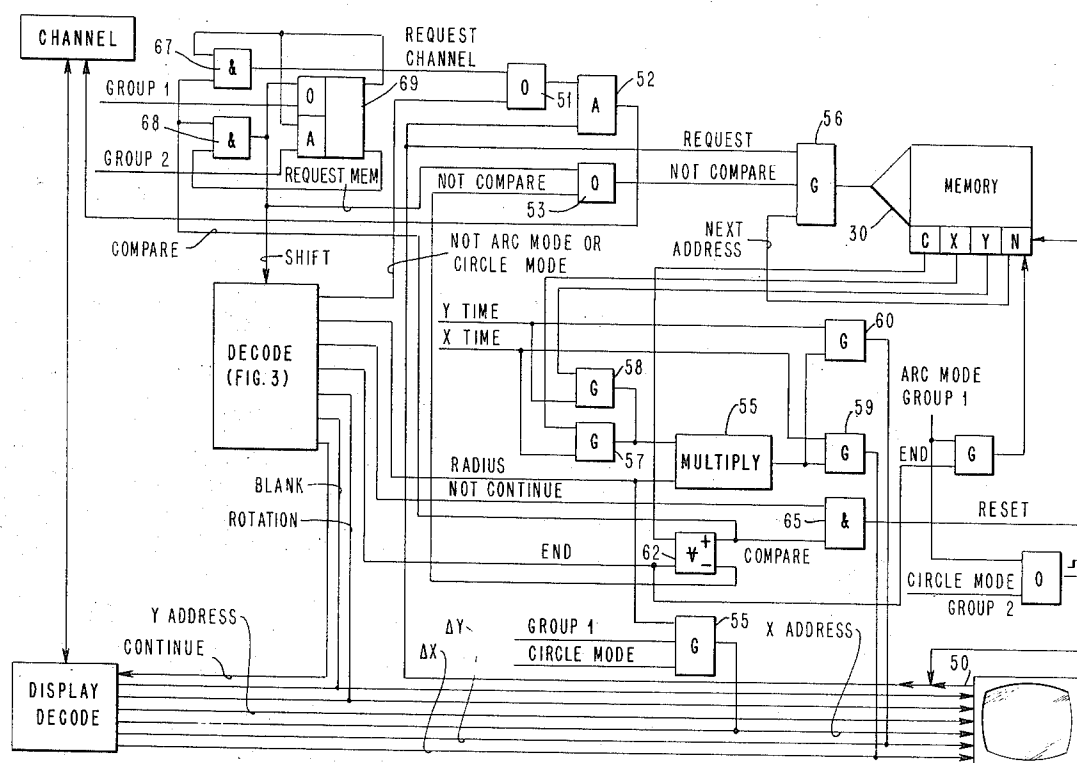 CHANNEL
67
&
REQUEST
CHANNEL
GROUP 1
0
69
0
51
52
A
68
&
A
GROUP 2
REQUEST MEM
REQUEST
56
NOT COMPARE
0
53
NOT COMPARE
G
MEMORY
30
C X Y N
COMPARE
SHIFT
NOT ARC MODE OR
CIRCLE MODE
NEXT
ADDRESS
DECODE
(FIG. 3)
Y TIME
X TIME
60
G
58
G
ARC MODE
GROUP 1
57
G
55
MULTIPLY
59
G
END
G
RADIUS
NOT CONTINUE
BLANK
ROTATION
65
&
RESET
END
62
∀
+
−
COMPARE
0
CIRCLE MODE
GROUP 2
Y ADDRESS
CONTINUE
ΔY
ΔX
GROUP 1
CIRCLE MODE
55
G
X ADDRESS
50
DISPLAY
DECODE